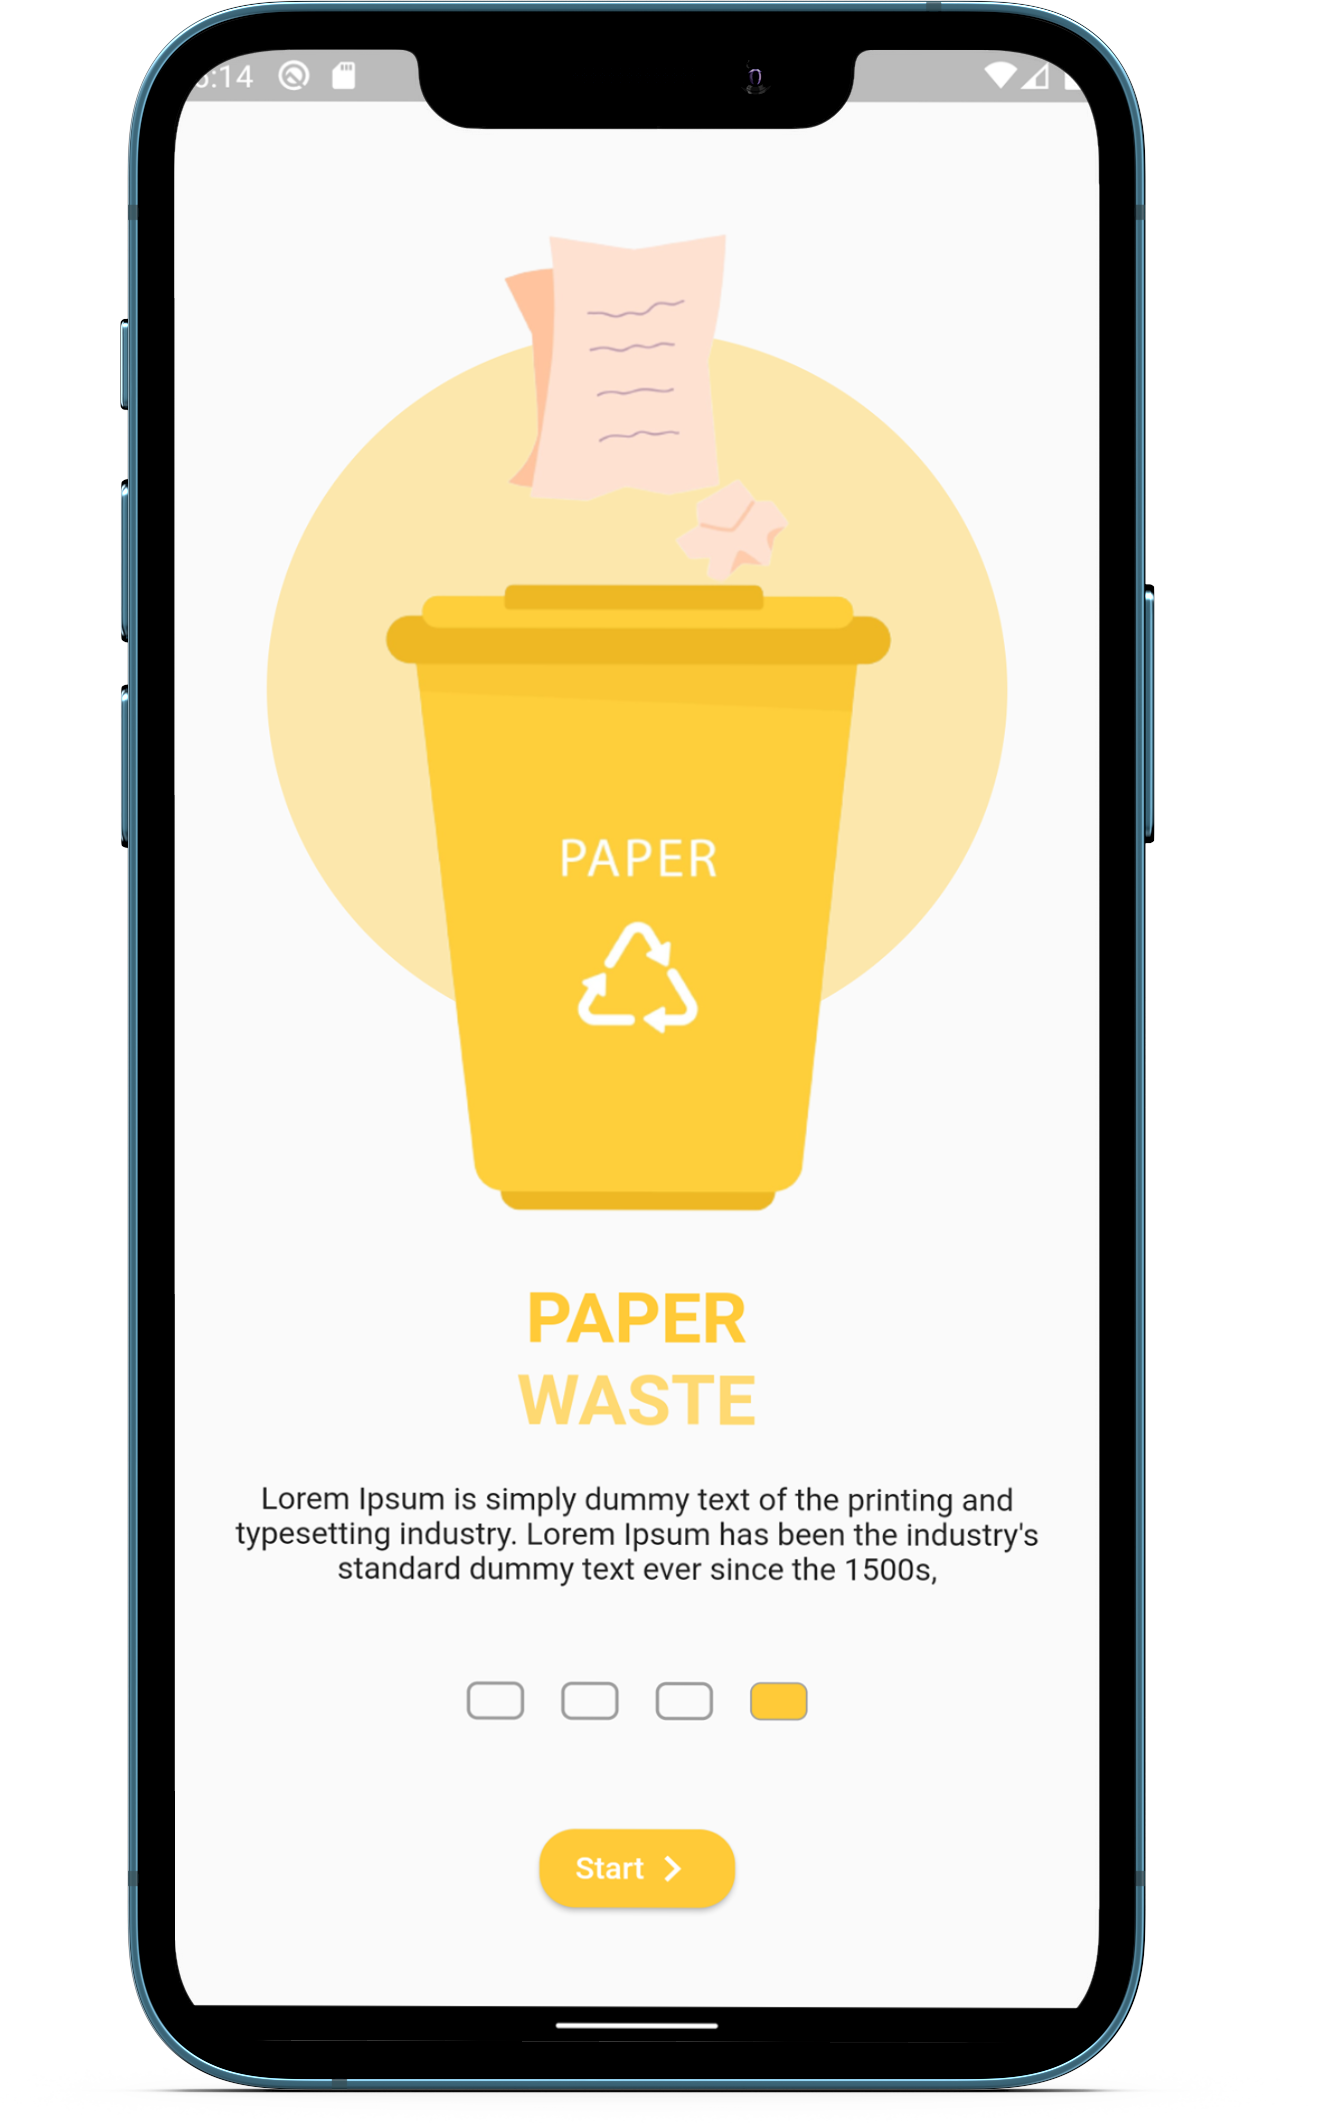 :14
PAPER
PAPER
WASTE
Lorem Ipsum is simply dummy text of the printing and
typesetting industry. Lorem Ipsum has been the industry's
standard dummy text ever since the 1500s,
Start